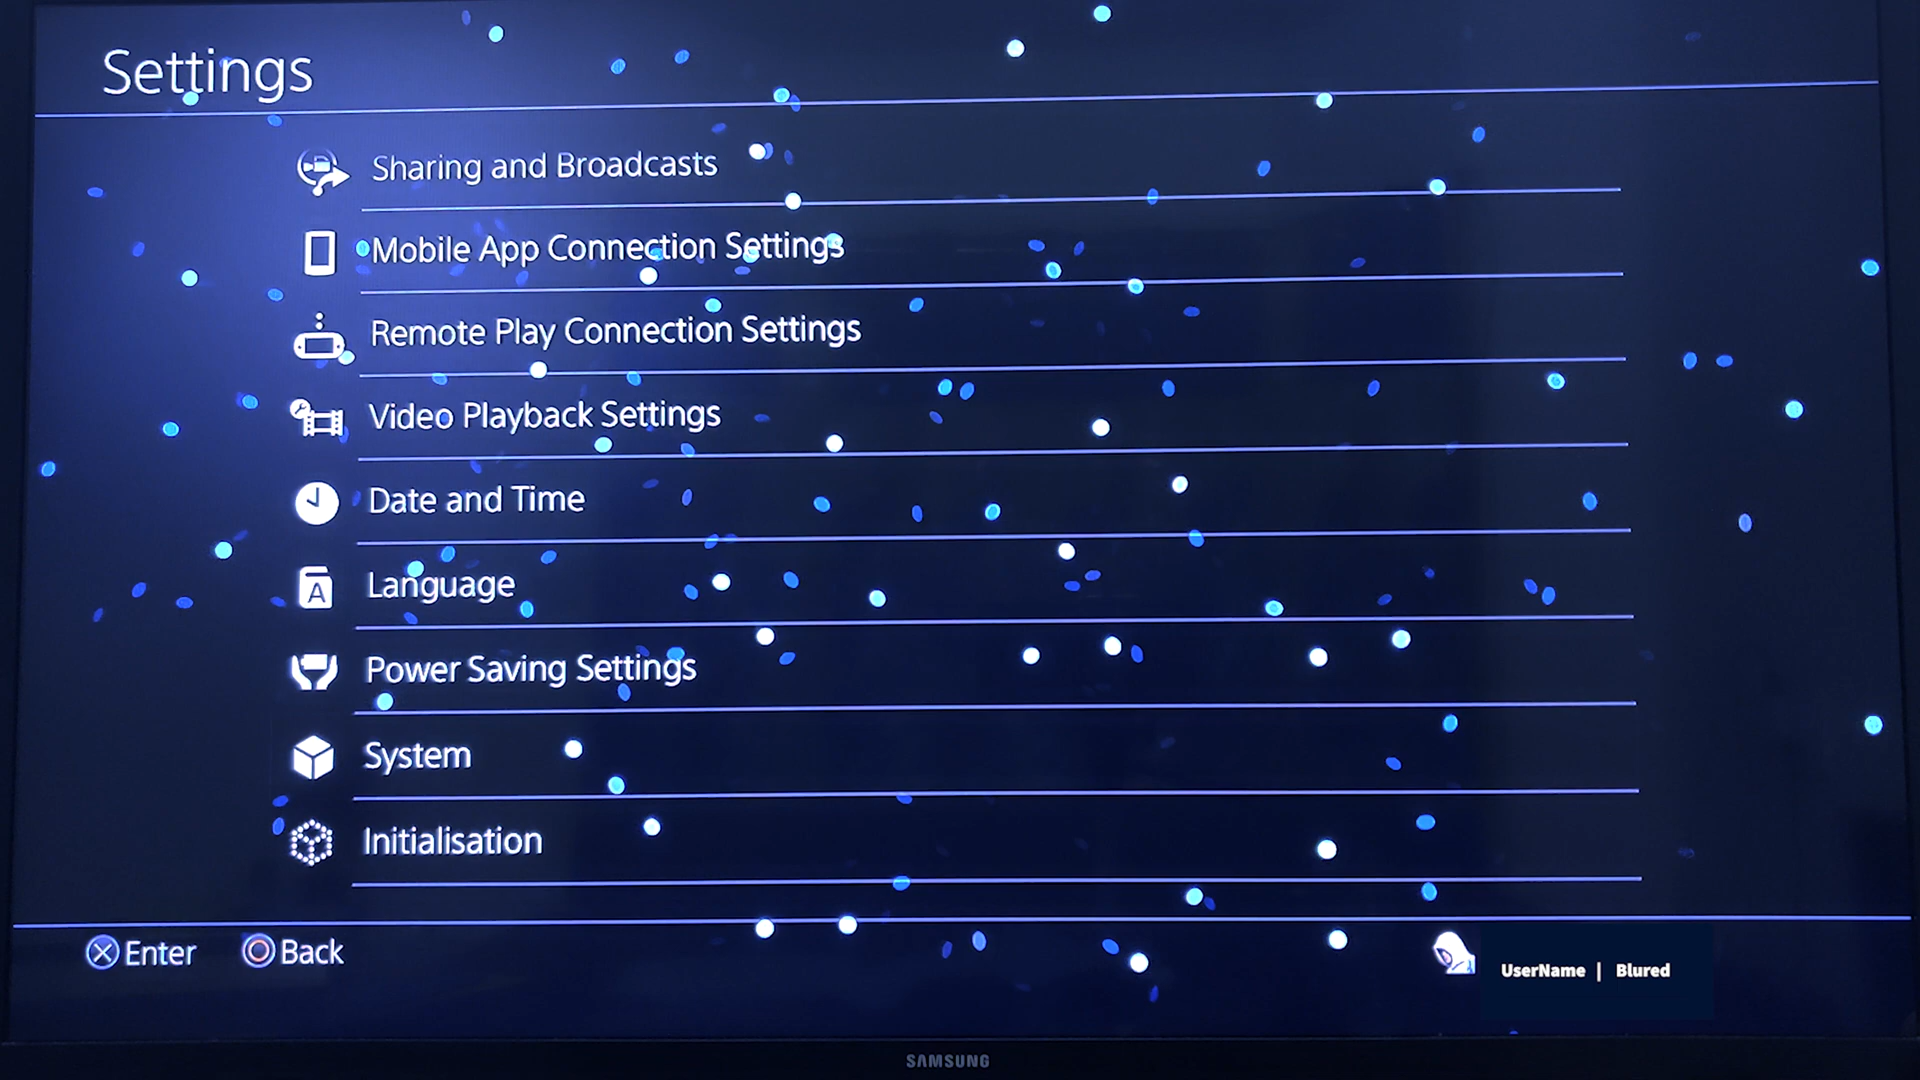 Settings
Sharing and Broadcasts
Mobile App Connection Settings
Remote Play Connection Settings
Video Playback Settings
Date and Time
A Language
Power Saving Settings
System
Initialisation
Enter Back
UserName | Blured
SAMSUNG